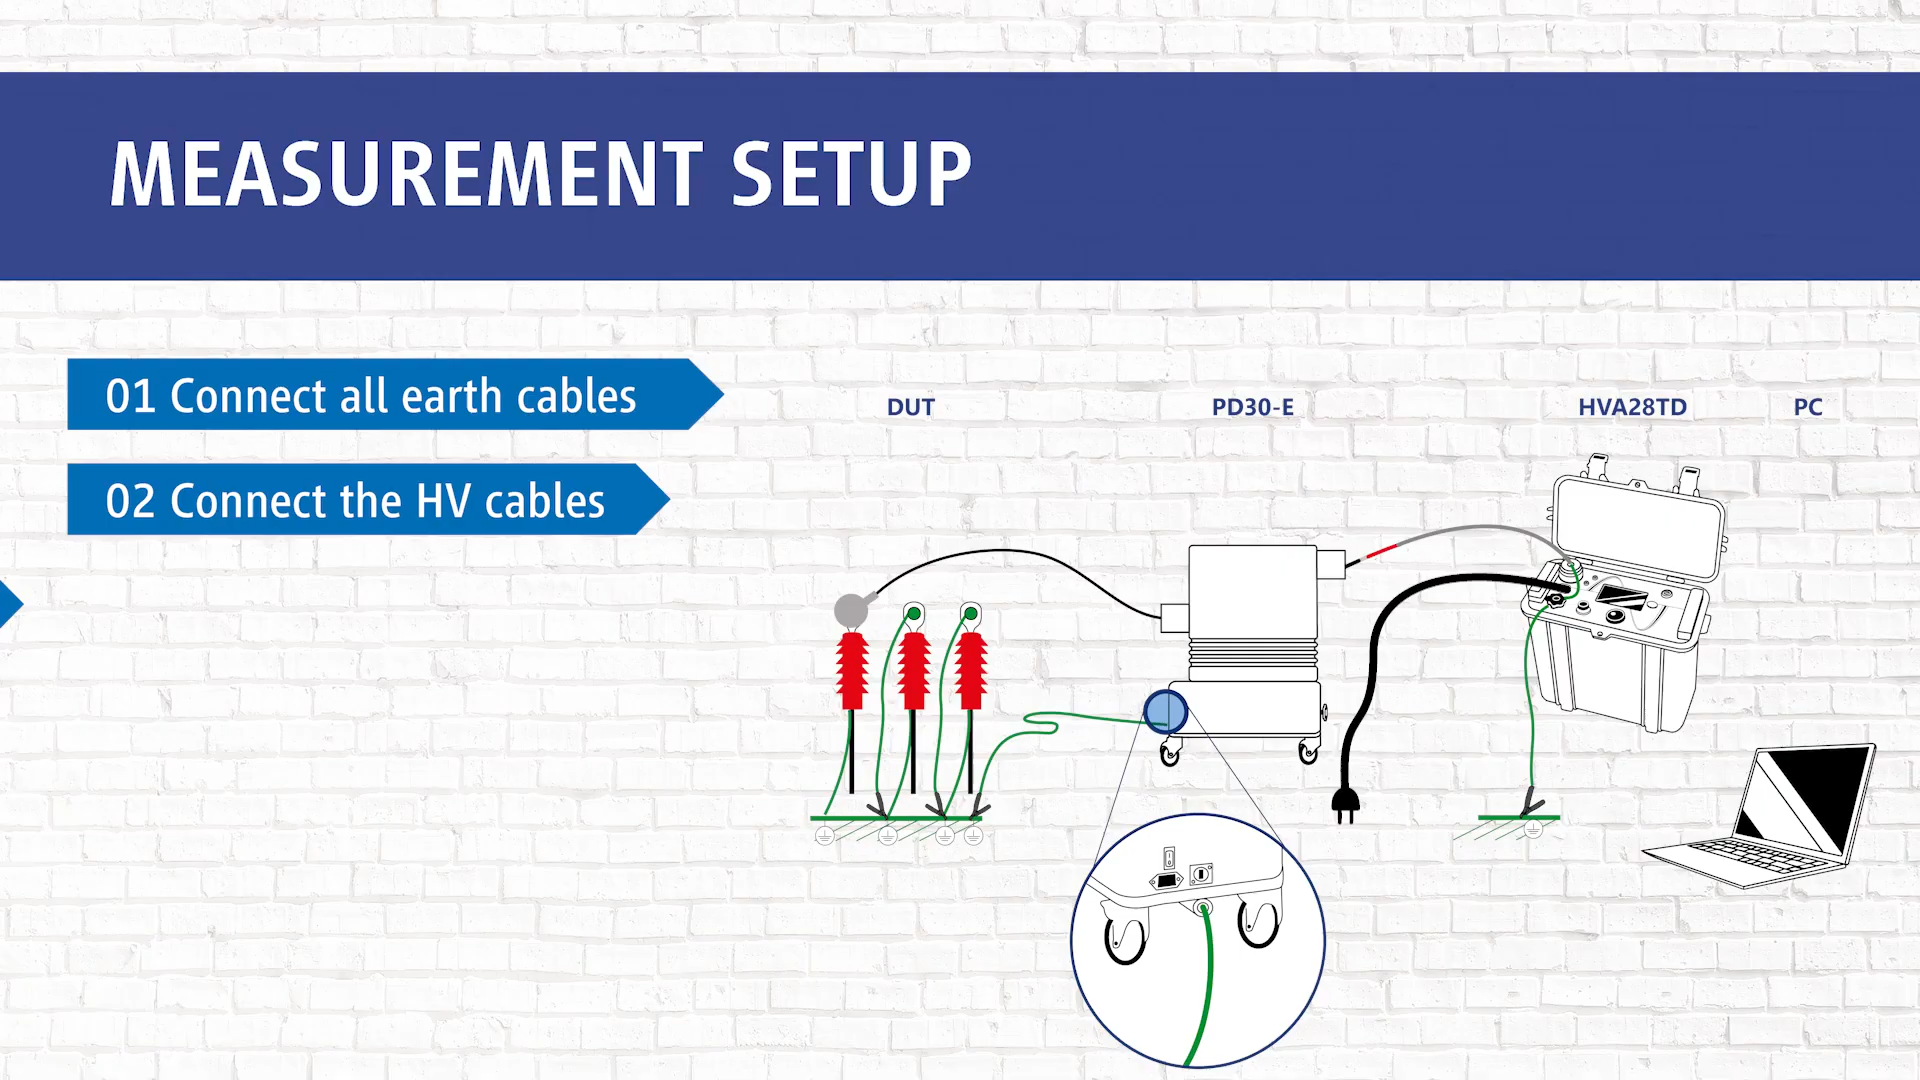 MEASUREMENT SETUP
01 Connect all earth cables
02 Connect the HV cables
DUT
PD30-E
HVA28TD
PC